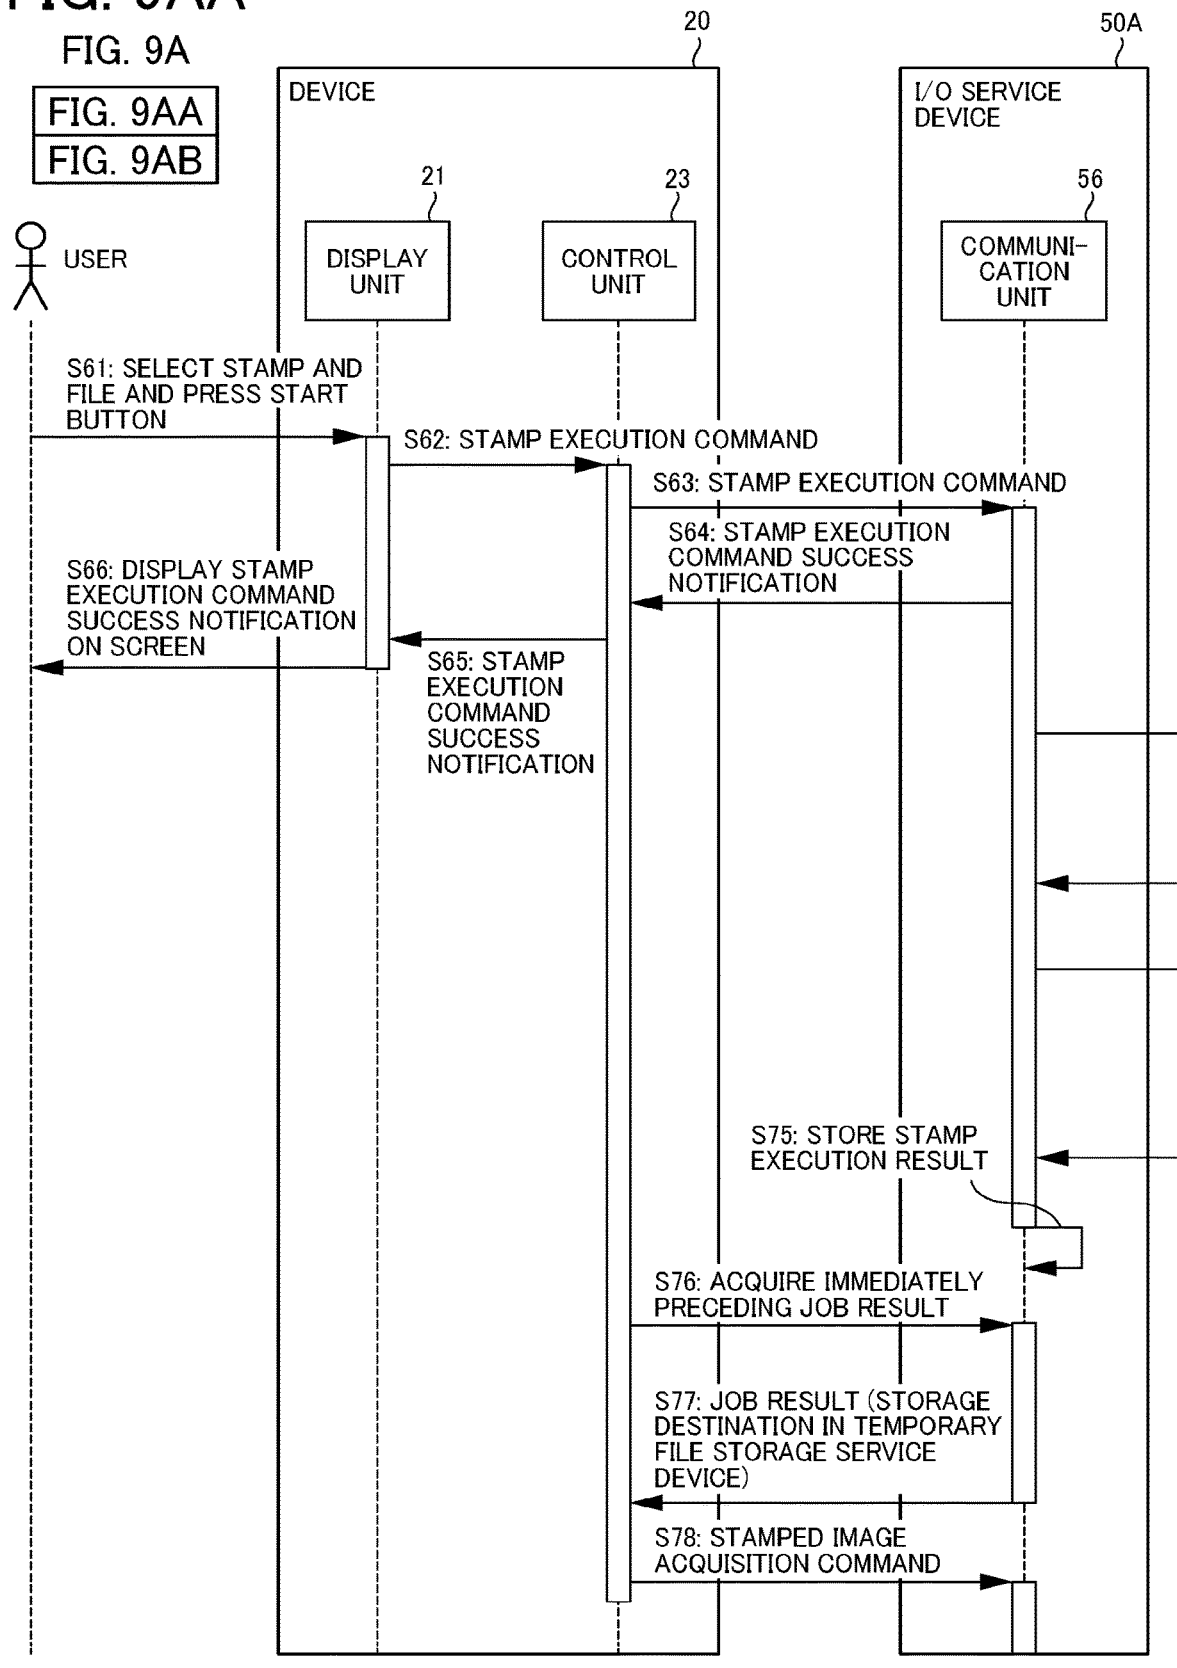 FIG. 9AA
FIG. 9A
FIG. 9AA
FIG. 9AB
20
50A
DEVICE
I/O SERVICE
DEVICE
21
23
56
USER
DISPLAY
UNIT
CONTROL
UNIT
COMMUNI-
CATION
UNIT
S61: SELECT STAMP AND
FILE AND PRESS START
BUTTON
S62: STAMP EXECUTION COMMAND
S63: STAMP EXECUTION COMMAND
S64: STAMP EXECUTION
COMMAND SUCCESS
NOTIFICATION
S66: DISPLAY STAMP
EXECUTION COMMAND
SUCCESS NOTIFICATION
ON SCREEN
S65: STAMP
EXECUTION
COMMAND
SUCCESS
NOTIFICATION
S75: STORE STAMP
EXECUTION RESULT
S76: ACQUIRE IMMEDIATELY
PRECEDING JOB RESULT
S77: JOB RESULT (STORAGE
DESTINATION IN TEMPORARY
FILE STORAGE SERVICE
DEVICE)
S78: STAMPED IMAGE
ACQUISITION COMMAND